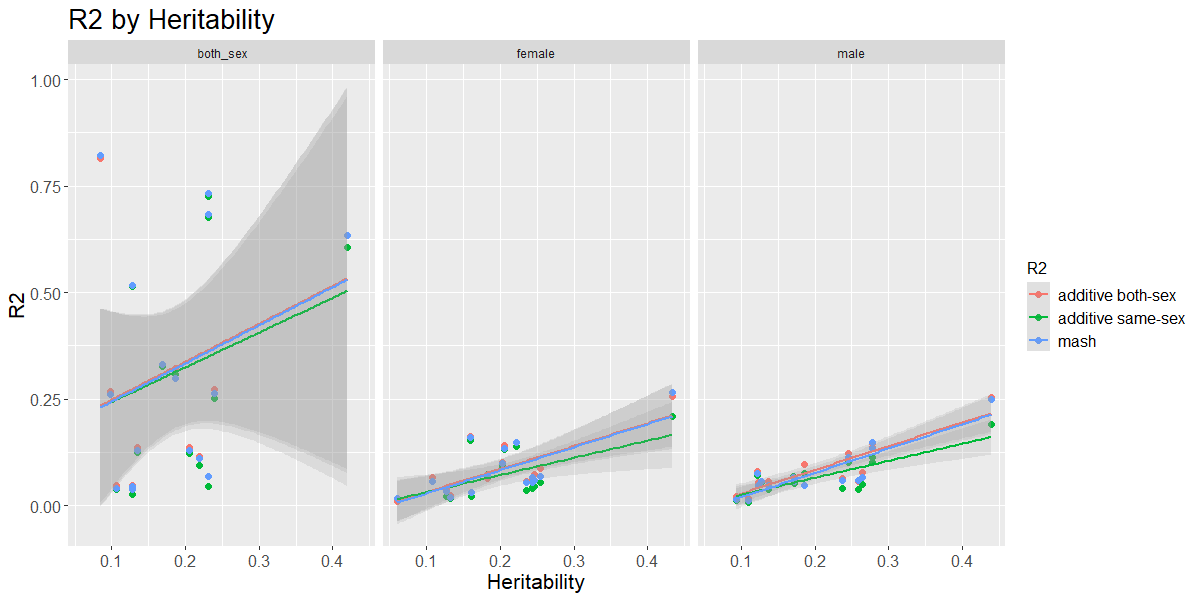 R2 by Heritability
both_sex female male
1.00
0.75
0.50
0.25
0.00
R2
0.1 0.2 0.3 0.4 0.1 0.2 0.3 0.4 0.1 0.2 0.3 0.4
Heritability
R2
additive both-sex
additive same-sex
mash